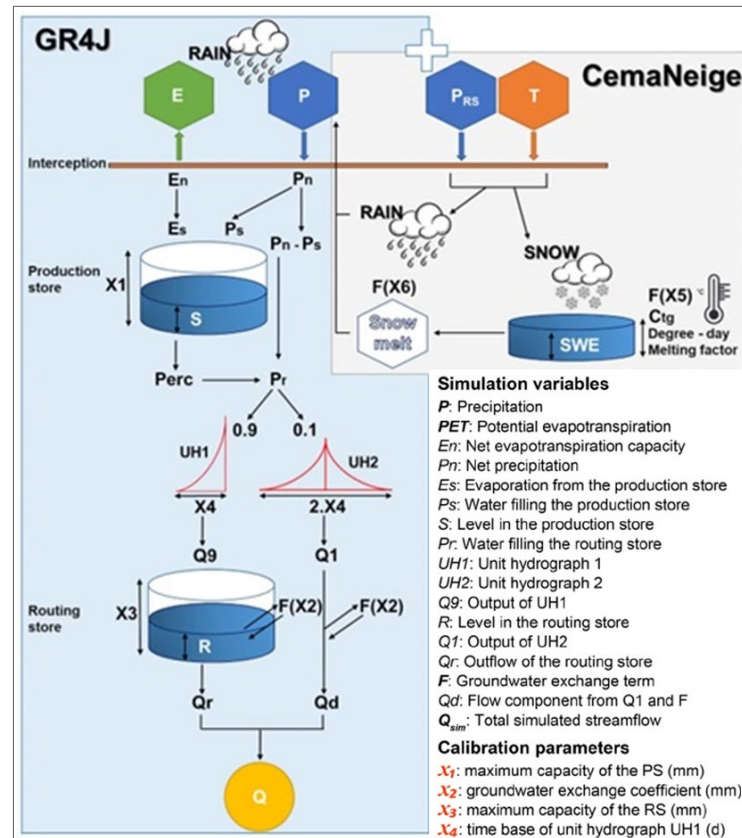 GR4J
RAIN
CemaNeige
E
P
PRS
T
Interception
En
Pn
Es
Ps
Pn - Ps
RAIN
SNOW
Production
store
X1
S
F(X6)
Snow
melt
F(X5)
°C
Ctg
Degree - day
Melting factor
SWE
Perc
Pr
0.9
0.1
UH1
UH2
X4
2.X4
Q9
Q1
Routing
store
X3
F(X2)
F(X2)
R
Qr
Qd
Q
Simulation variables
P: Precipitation
PET: Potential evapotranspiration
En: Net evapotranspiration capacity
Pn: Net precipitation
Es: Evaporation from the production store
Ps: Water filling the production store
S: Level in the production store
Pr: Water filling the routing store
UH1: Unit hydrograph 1
UH2: Unit hydrograph 2
Q9: Output of UH1
R: Level in the routing store
Q1: Output of UH2
Qr: Outflow of the routing store
F: Groundwater exchange term
Qd: Flow component from Q1 and F
Qsim: Total simulated streamflow
Calibration parameters
X1: maximum capacity of the PS (mm)
X2: groundwater exchange coefficient (mm)
X3: maximum capacity of the RS (mm)
X4: time base of unit hydrograph UH1 (d)